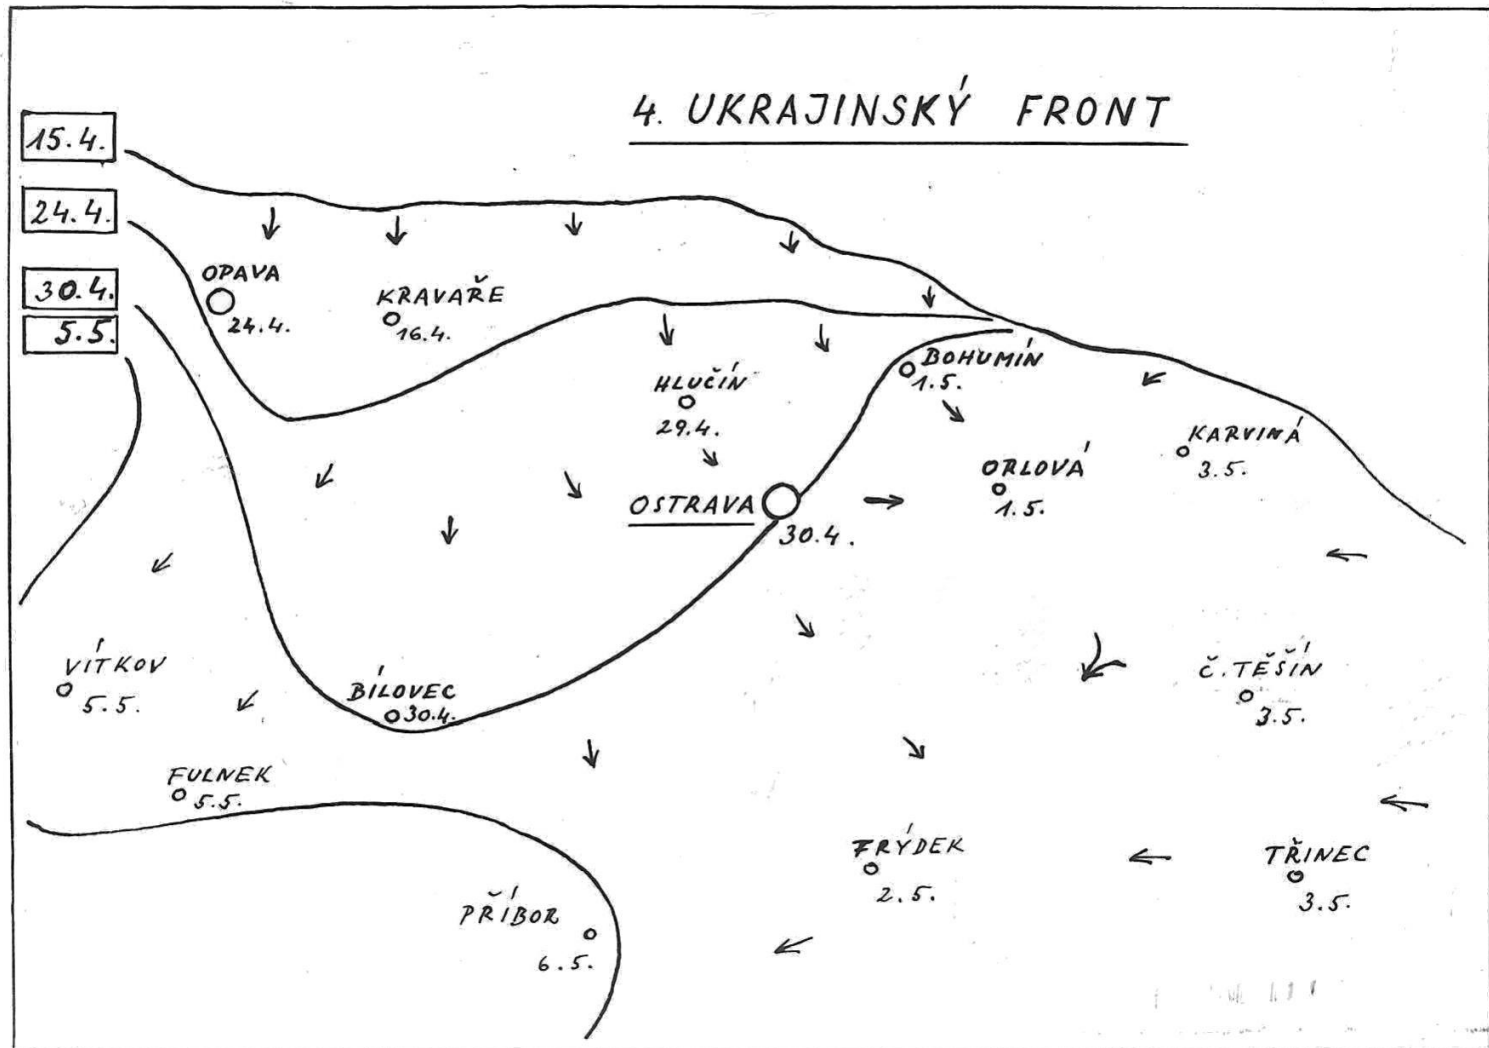 4. UKRAJINSKÝ FRONT
15.4.
24.4.
30.4.
5.5.
OPAVA
24.4.
KRAVAŘE
16.4.
HLUČÍN
29.4.
BOHUMÍN
1.5.
KARVINÁ
3.5.
ORLOVÁ
1.5.
OSTRAVA
30.4.
VÍTKOV
5.5.
BÍLOVEC
30.4.
Č. TĚŠÍN
3.5.
FULNEK
5.5.
FRÝDEK
2.5.
TŘINEC
3.5.
PŘÍBOR
6.5.